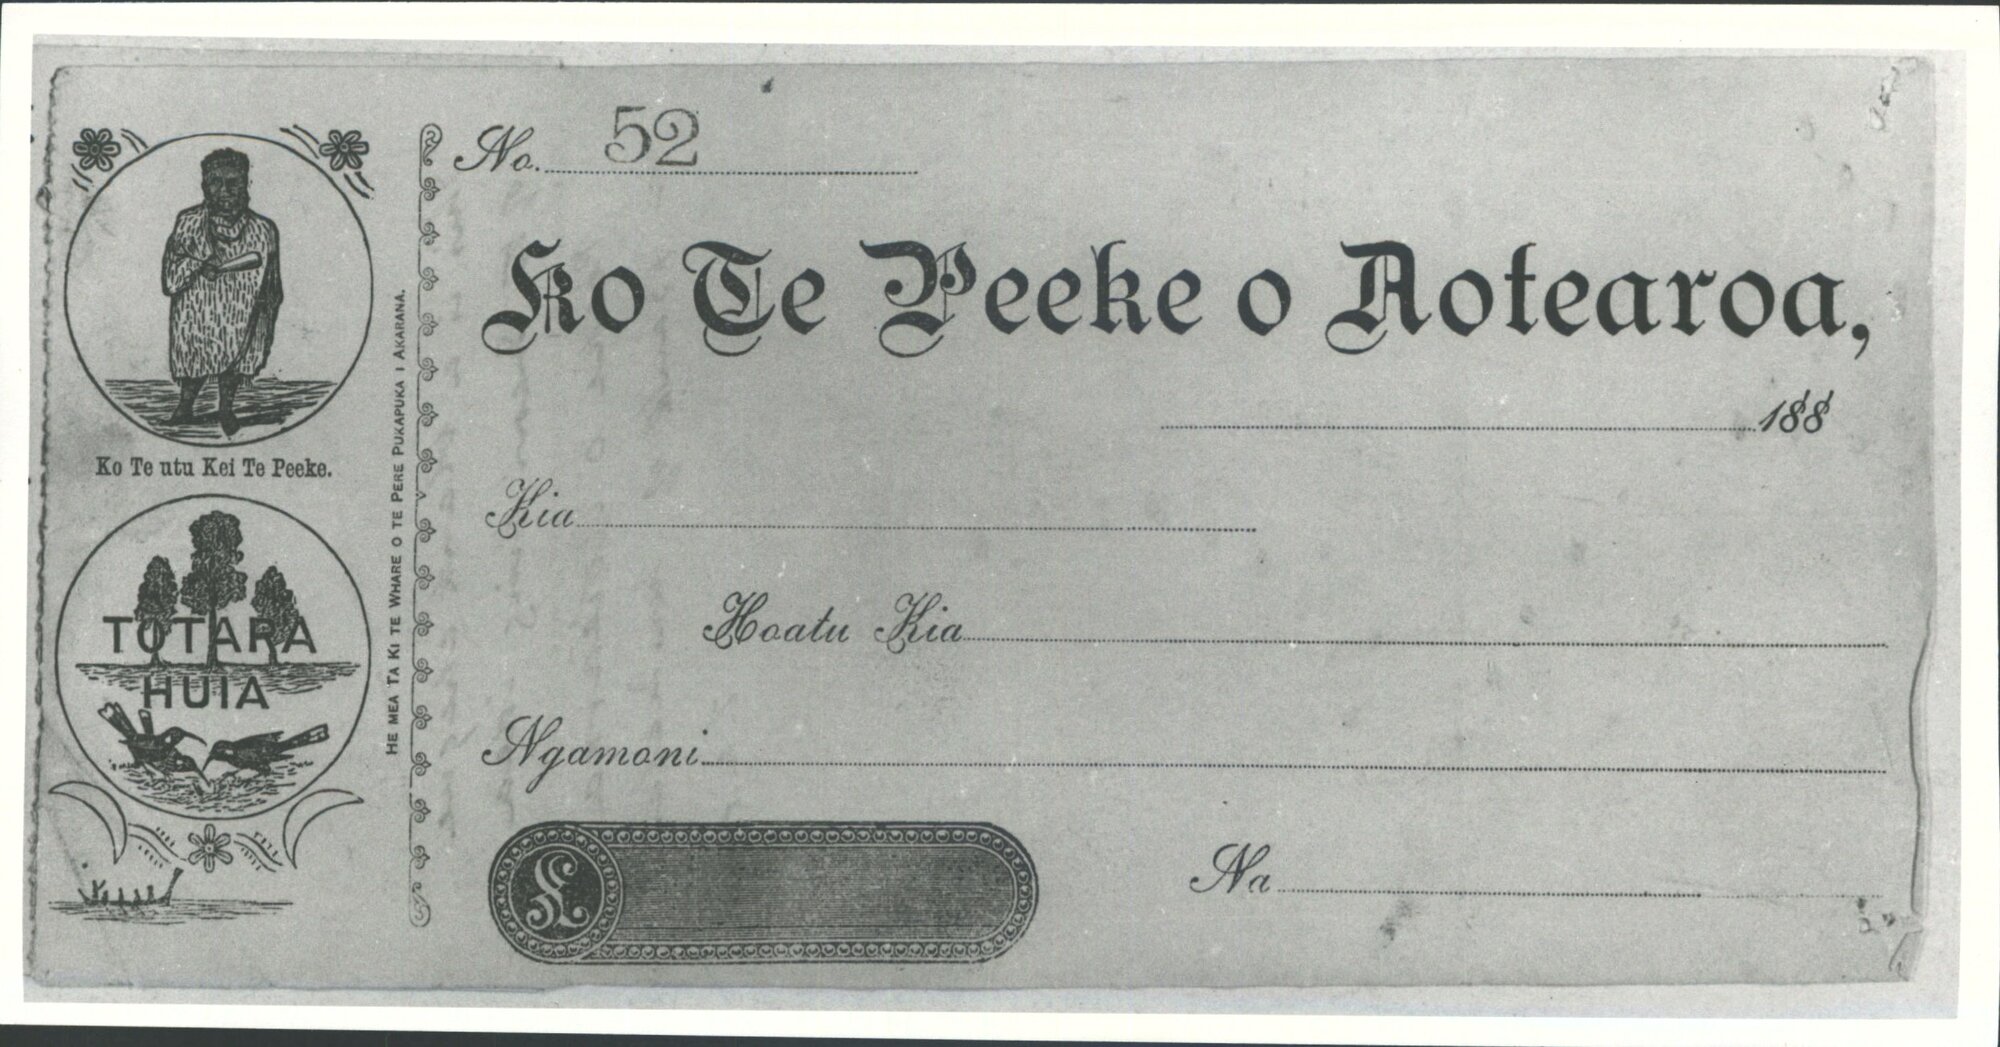 No. 52
Ko Te Peeke o Aotearoa,
188
Kia
Hoatu Kia
Ngamoni
£
Na
Ko Te utu Kei Te Peeke.
TOTARA
HUIA
HE MEA TA KI TE WHARE O TE PERE PUKAPUKA I AKARANA.